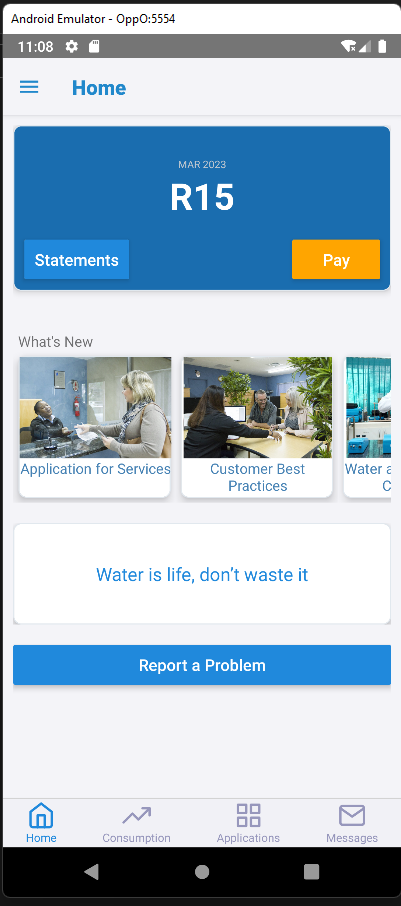 Android Emulator - OppO:5554
11:08
Home
MAR 2023
R15
Statements
Pay
What's New
Application for Services
Customer Best
Practices
Water a
C
Water is life, don’t waste it
Report a Problem
Home
Consumption
Applications
Messages